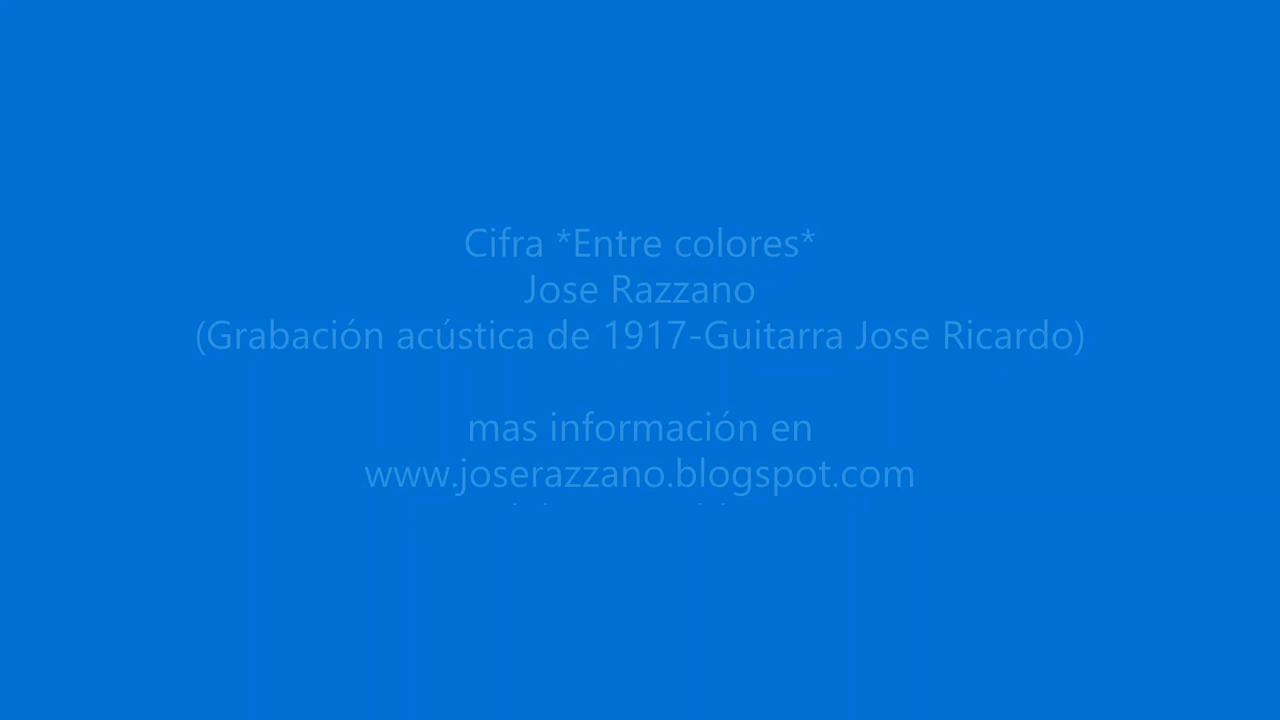 Cifra *Entre colores*
Jose Razzano
(Grabación acústica de 1917-Guitarra Jose Ricardo)
mas información en
www.joserazzano.blogspot.com